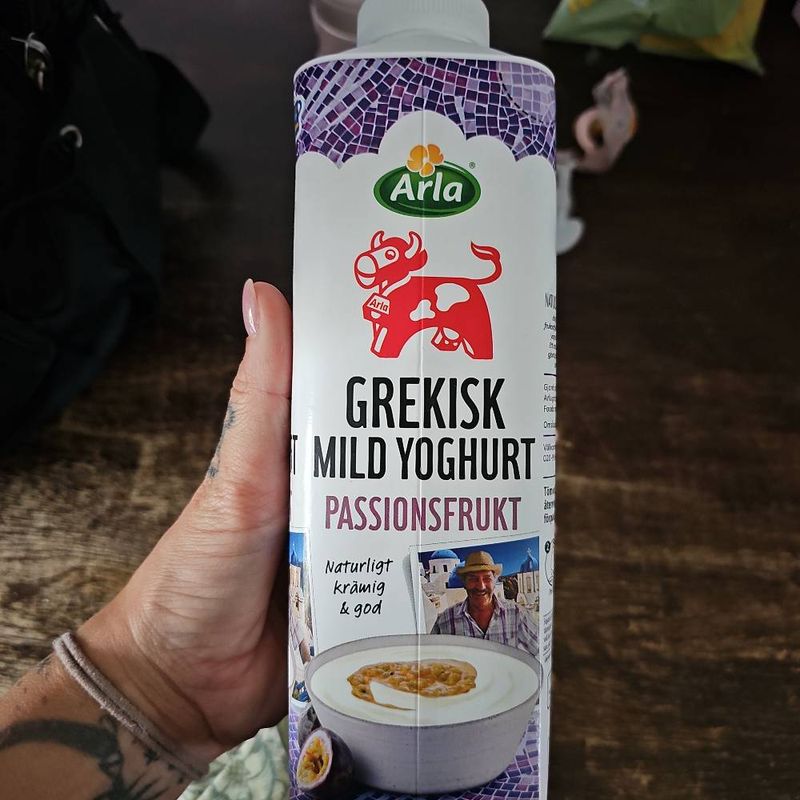 Arla
Arla
GREKISK
MILD YOGHURT
PASSIONSFRUKT
Naturligt
krämig
& god